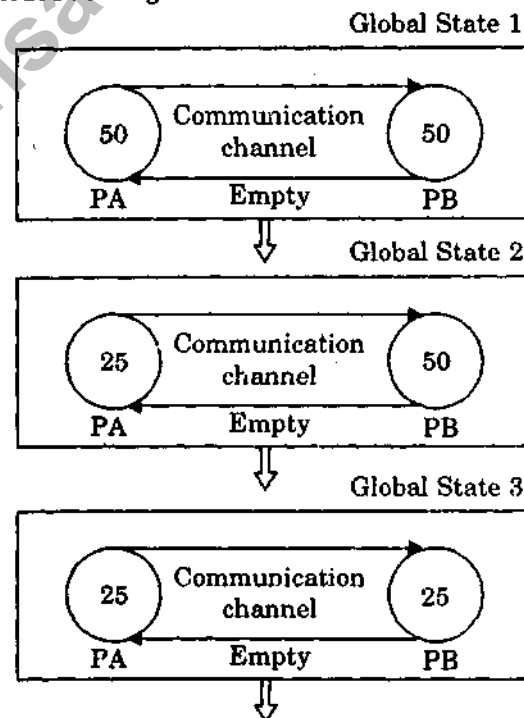 Global State 1
50 Communication channel 50
PA Empty PB
Global State 2
25 Communication channel 50
PA Empty PB
Global State 3
25 Communication channel 25
PA Empty PB